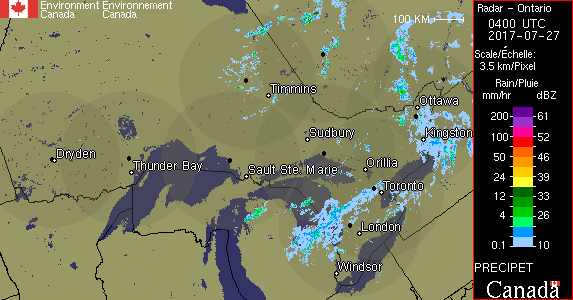 Environment Environnement
Canada Canada
Radar - Ontario
0400 UTC
2017-07-27
Scale/Échelle:
3.5 km/Pixel
Rain/Pluie
mm/hr dBZ
200 61
100 52
50 46
24 39
12 33
4 26
0.1 10
PRECIPET
Canada
100 KM
Timmins
Ottawa
Sudbury
Kingston
Dryden
Thunder Bay
Sault Ste. Marie
Orillia
Toronto
London
Windsor